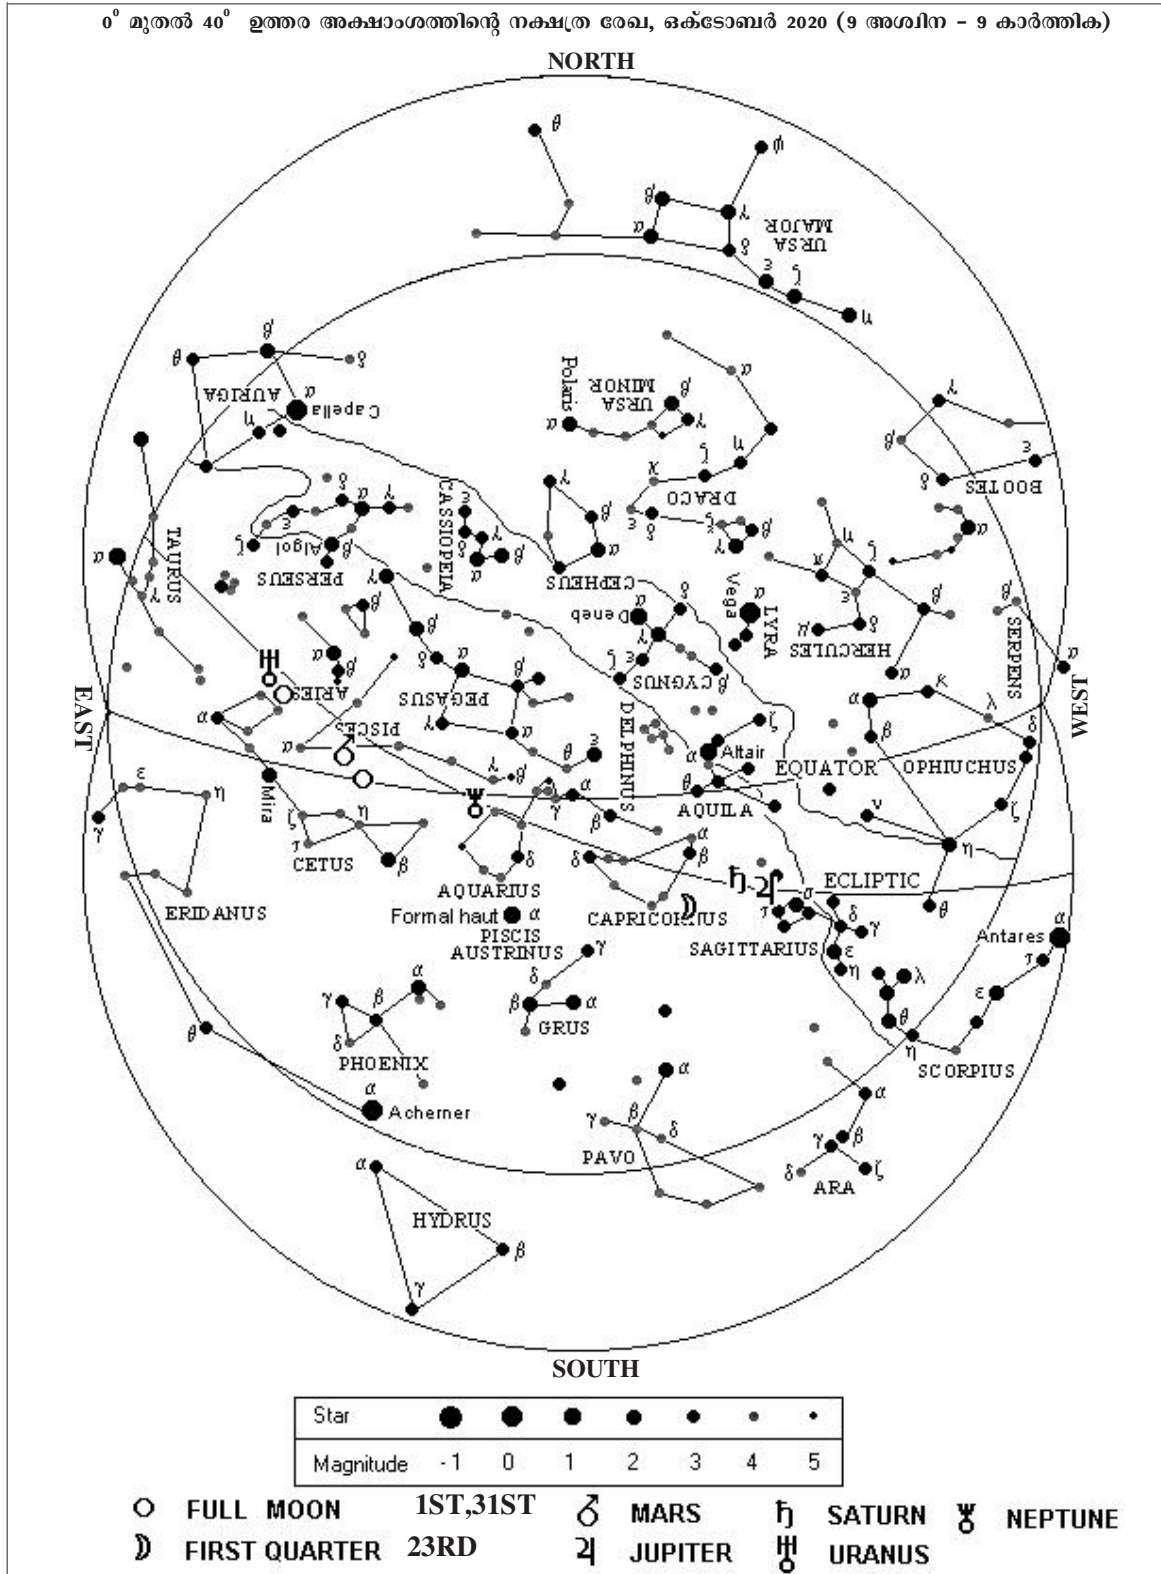 0° മുതൽ 40° ഉത്തര അക്ഷാംശത്തിന്റെ നക്ഷത്ര രേഖ, ഒക്ടോബർ 2020 (9 അശ്വിന - 9 കാർത്തിക)
NORTH
θ
φ
β γ
α δ
URSA MAJOR
ε ζ
η
θ β δ
AURIGA
α
Capella
η
Polaris
α
URSA MINOR
β
γ
α
η
ζ
χ
DRACO
γ
β
δ
ε
BOOTES
α
TAURUS
α
γ
δ
α γ
ε
ζ
Algol
β
PERSEUS
CASSIOPEIA
ε
δ
α
β
γ
β
α
CEPHEUS
ε
δ
ξ
β
γ
η
π
ζ
ε
μ
δ
HERCULES
β
α
α
β
SERPENS
α
γ
β
δ
α
β
PEGASUS
γ
β
α
ARIES
Deneb
α
δ
γ
ε
ζ
β
CYGNUS
Vega
α
LYRA
EAST
WEST
α
PISCES
α
θ
ε
DELPHINUS
ζ
α
Altair
θ
AQUILA
EQUATOR
α
β
κ
λ
δ
OPHIUCHUS
ν
ζ
η
θ
ε
η
γ
Mira
ζ
η
τ
CETUS
β
γ
β
γ
α
β
δ
AQUARIUS
δ
α
β
CAPRICORNUS
ECLIPTIC
ERIDANUS
Formal haut
α
PISCIS AUSTRINUS
σ
τ
δ
γ
SAGITTARIUS
ε
η
λ
Antares
α
τ
ε
θ
η
SCORPIUS
γ
δ
β
α
GRUS
α
γ
β
δ
PHOENIX
θ
α
Acherner
α
γ
β
δ
PAVO
α
β
γ
δ
ζ
ARA
α
HYDRUS
β
γ
SOUTH
Star
Magnitude -1 0 1 2 3 4 5
FULL MOON 1ST,31ST MARS SATURN NEPTUNE
FIRST QUARTER 23RD JUPITER URANUS